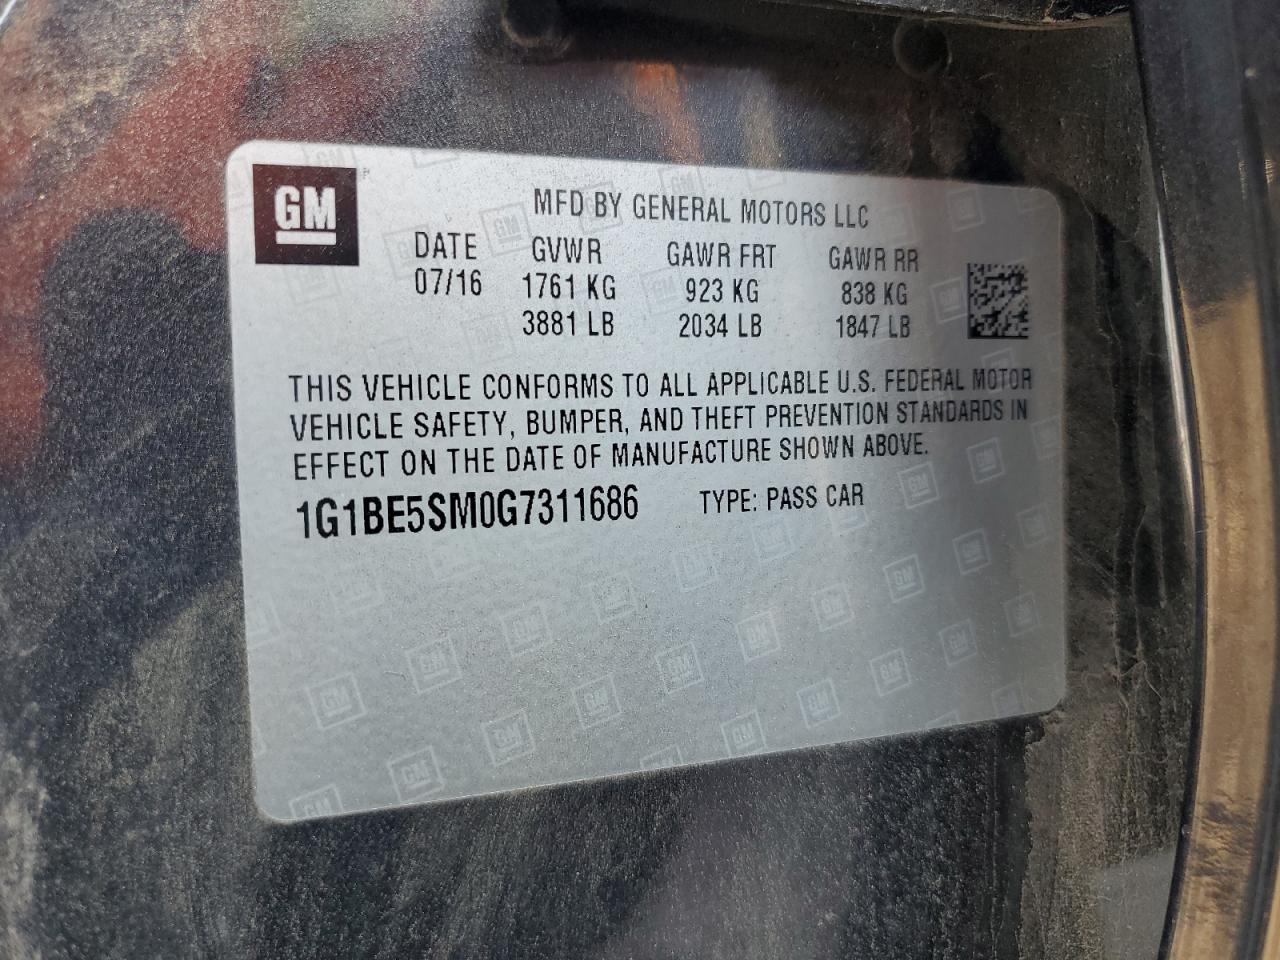 GM
MFD BY GENERAL MOTORS LLC
DATE GVWR GAWR FRT GAWR RR
07/16 1761 KG 923 KG 838 KG
3881 LB 2034 LB 1847 LB
THIS VEHICLE CONFORMS TO ALL APPLICABLE U.S. FEDERAL MOTOR
VEHICLE SAFETY, BUMPER, AND THEFT PREVENTION STANDARDS IN
EFFECT ON THE DATE OF MANUFACTURE SHOWN ABOVE.
1G1BE5SM0G7311686 TYPE: PASS CAR